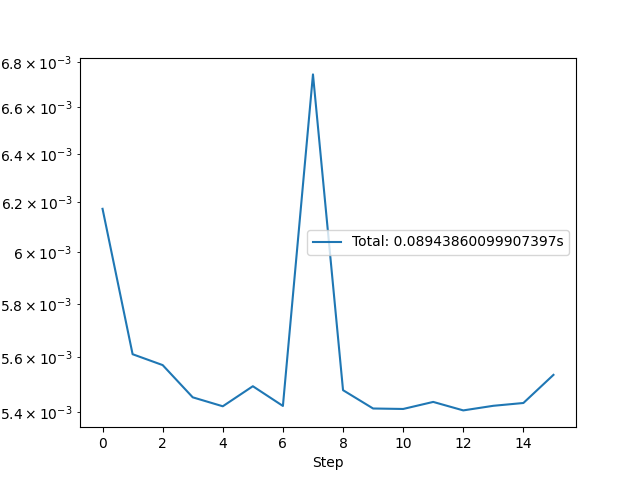 6.8 × 10⁻³
6.6 × 10⁻³
6.4 × 10⁻³
6.2 × 10⁻³
6 × 10⁻³
5.8 × 10⁻³
5.6 × 10⁻³
5.4 × 10⁻³
Total: 0.08943860099907397s
0 2 4 6 8 10 12 14
Step